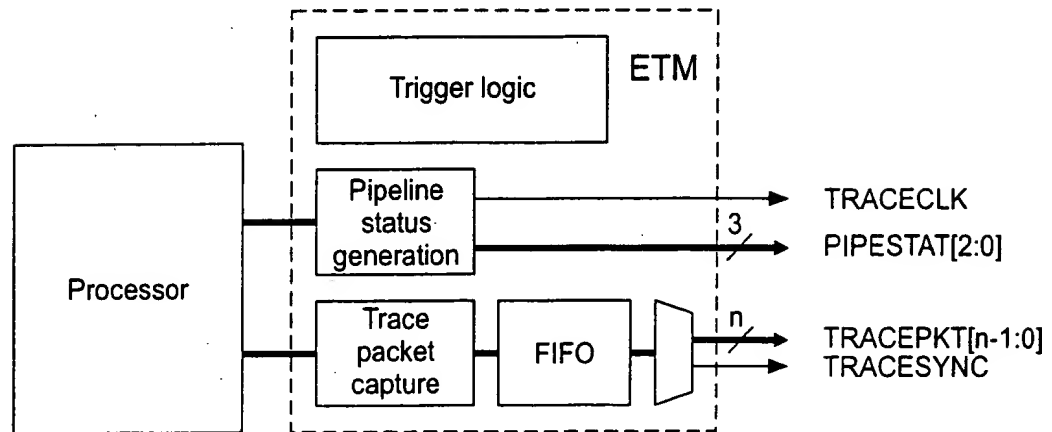 ETM
Trigger logic
Pipeline
status
generation
TRACECLK
3
PIPESTAT[2:0]
Processor
Trace
packet
capture
FIFO
n
TRACEPKT[n-1:0]
TRACESYNC